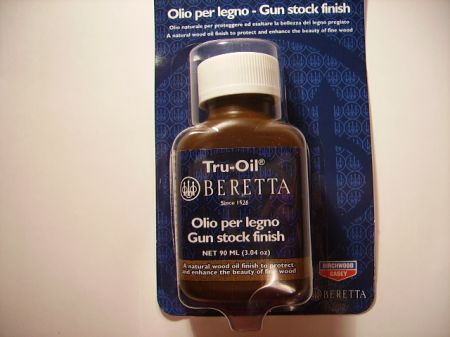 Olio per legno - Gun stock finish
Olio naturale per proteggere ed esaltare la bellezza del legno pregiato
A natural wood oil finish to protect and enhance the beauty of fine wood
Tru-Oil®
BERETTA
Since 1526
Olio per legno
Gun stock finish
NET 90 ML (3.04 oz)
A natural wood oil finish to protect
and enhance the beauty of fine wood
BIRCHWOOD
CASEY
BERETTA